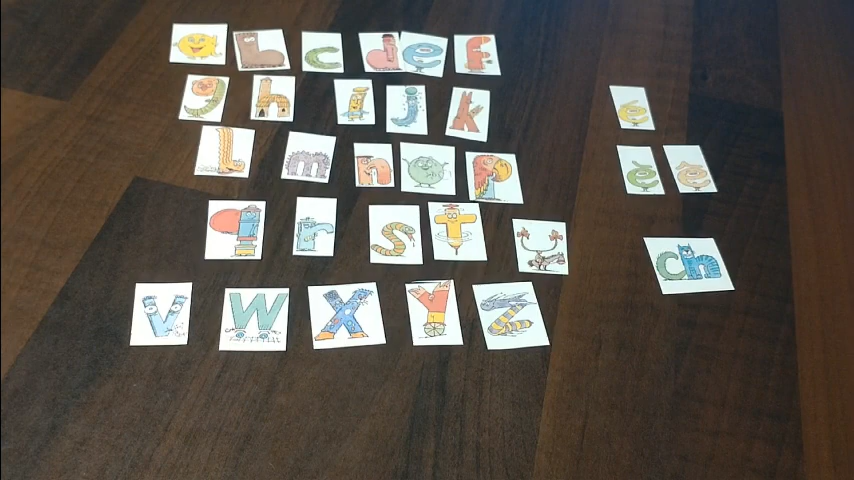 a b c d e f
g h i j k
l m n o p
q r s t u
v w x y z
é
è ê
ch